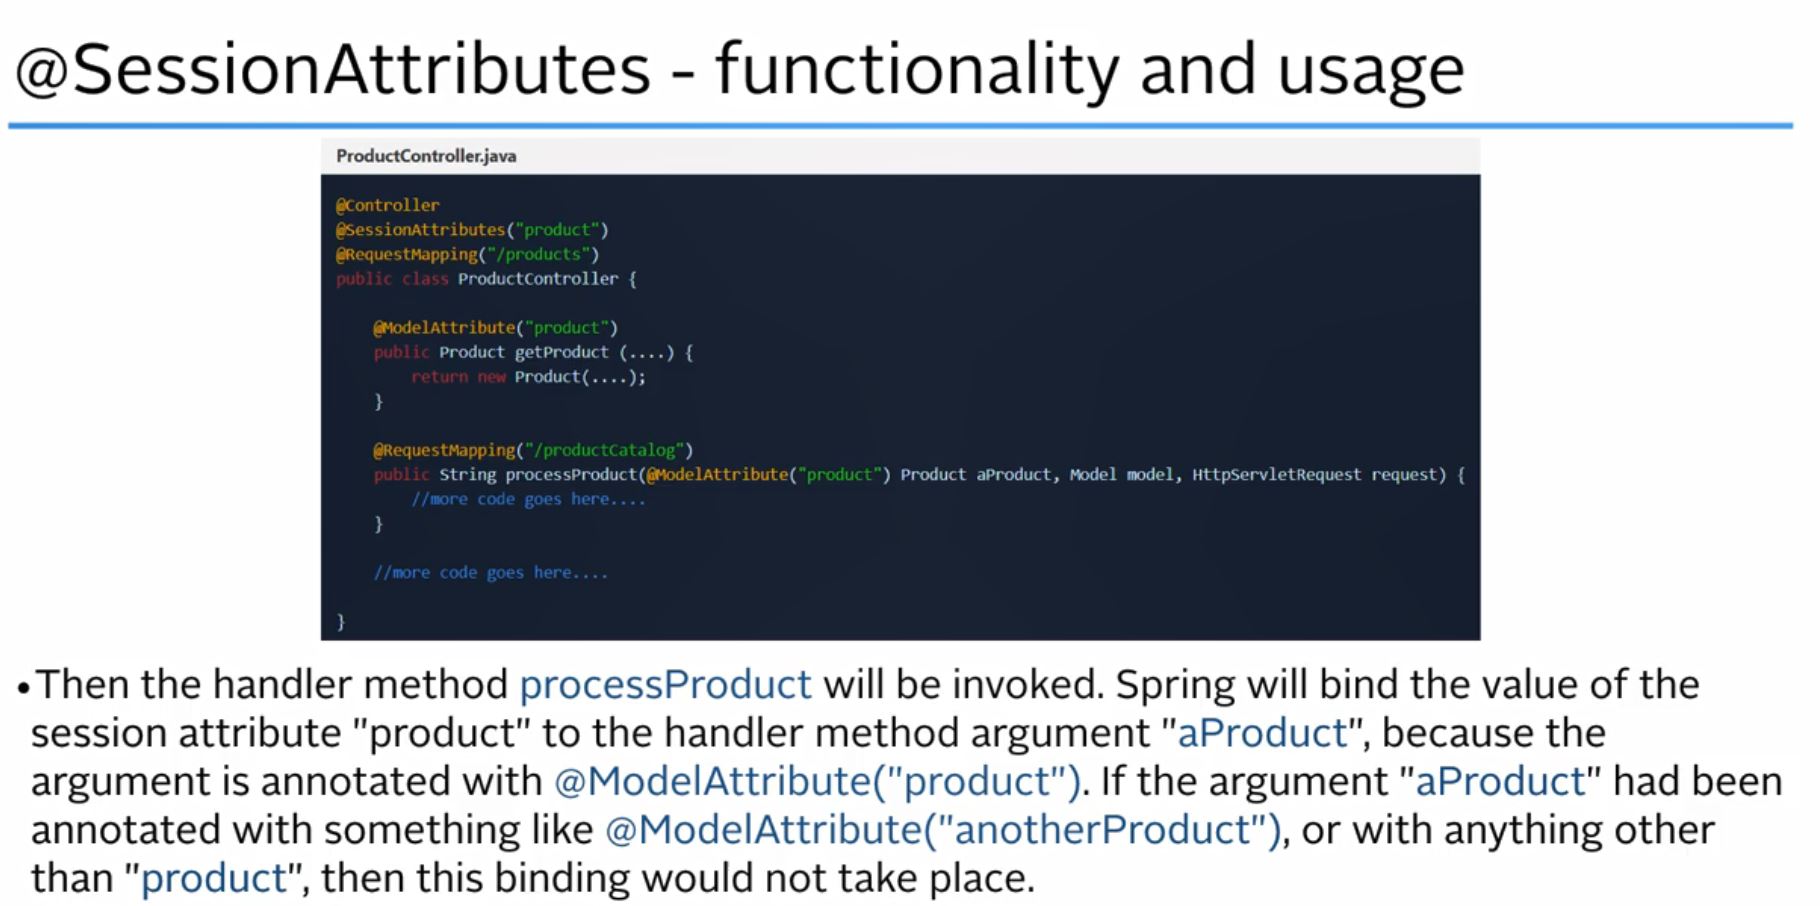 @SessionAttributes - functionality and usage
ProductController.java
@Controller
@SessionAttributes("product")
@RequestMapping("/products")
public class ProductController {
@ModelAttribute("product")
public Product getProduct (....) {
return new Product(....);
}
@RequestMapping("/productCatalog")
public String processProduct(@ModelAttribute("product") Product aProduct, Model model, HttpServletRequest request) {
//more code goes here....
}
//more code goes here....
}
•Then the handler method processProduct will be invoked. Spring will bind the value of the
session attribute "product" to the handler method argument "aProduct", because the
argument is annotated with @ModelAttribute("product"). If the argument "aProduct" had been
annotated with something like @ModelAttribute("anotherProduct"), or with anything other
than "product", then this binding would not take place.